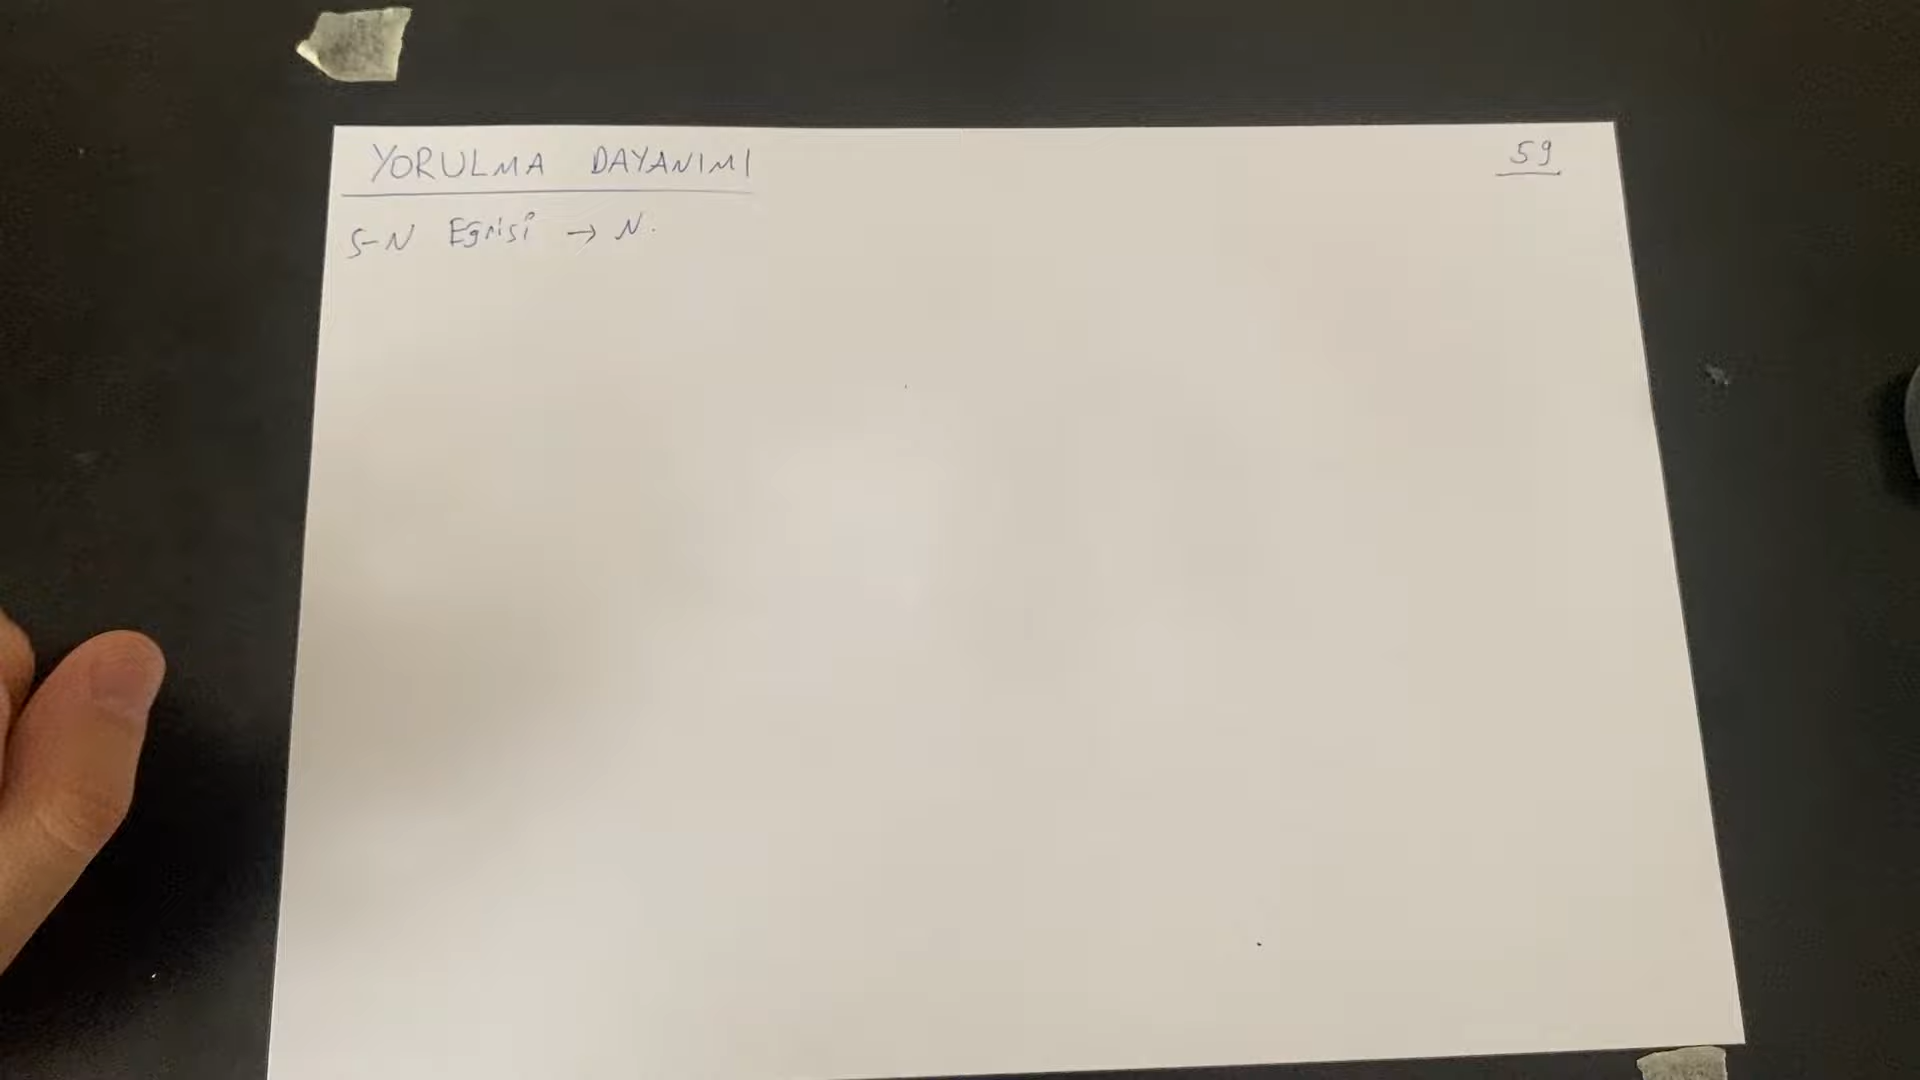 YORULMA DAYANIMI
59
S-N Eğrisi → N.